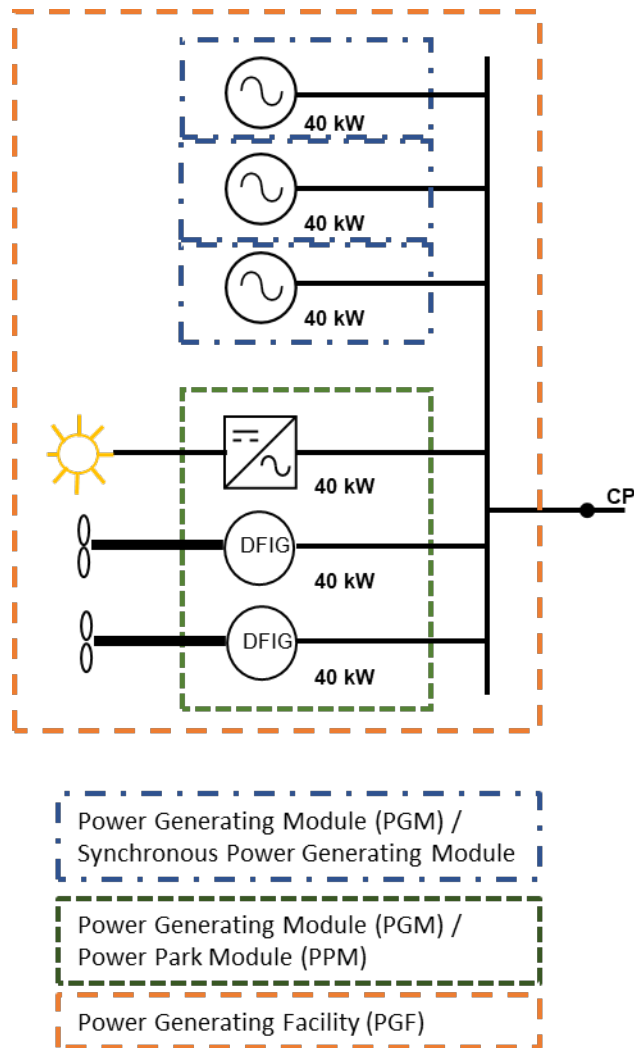 40 kW
40 kW
40 kW
40 kW
CP
DFIG
40 kW
DFIG
40 kW
Power Generating Module (PGM) /
Synchronous Power Generating Module
Power Generating Module (PGM) /
Power Park Module (PPM)
Power Generating Facility (PGF)